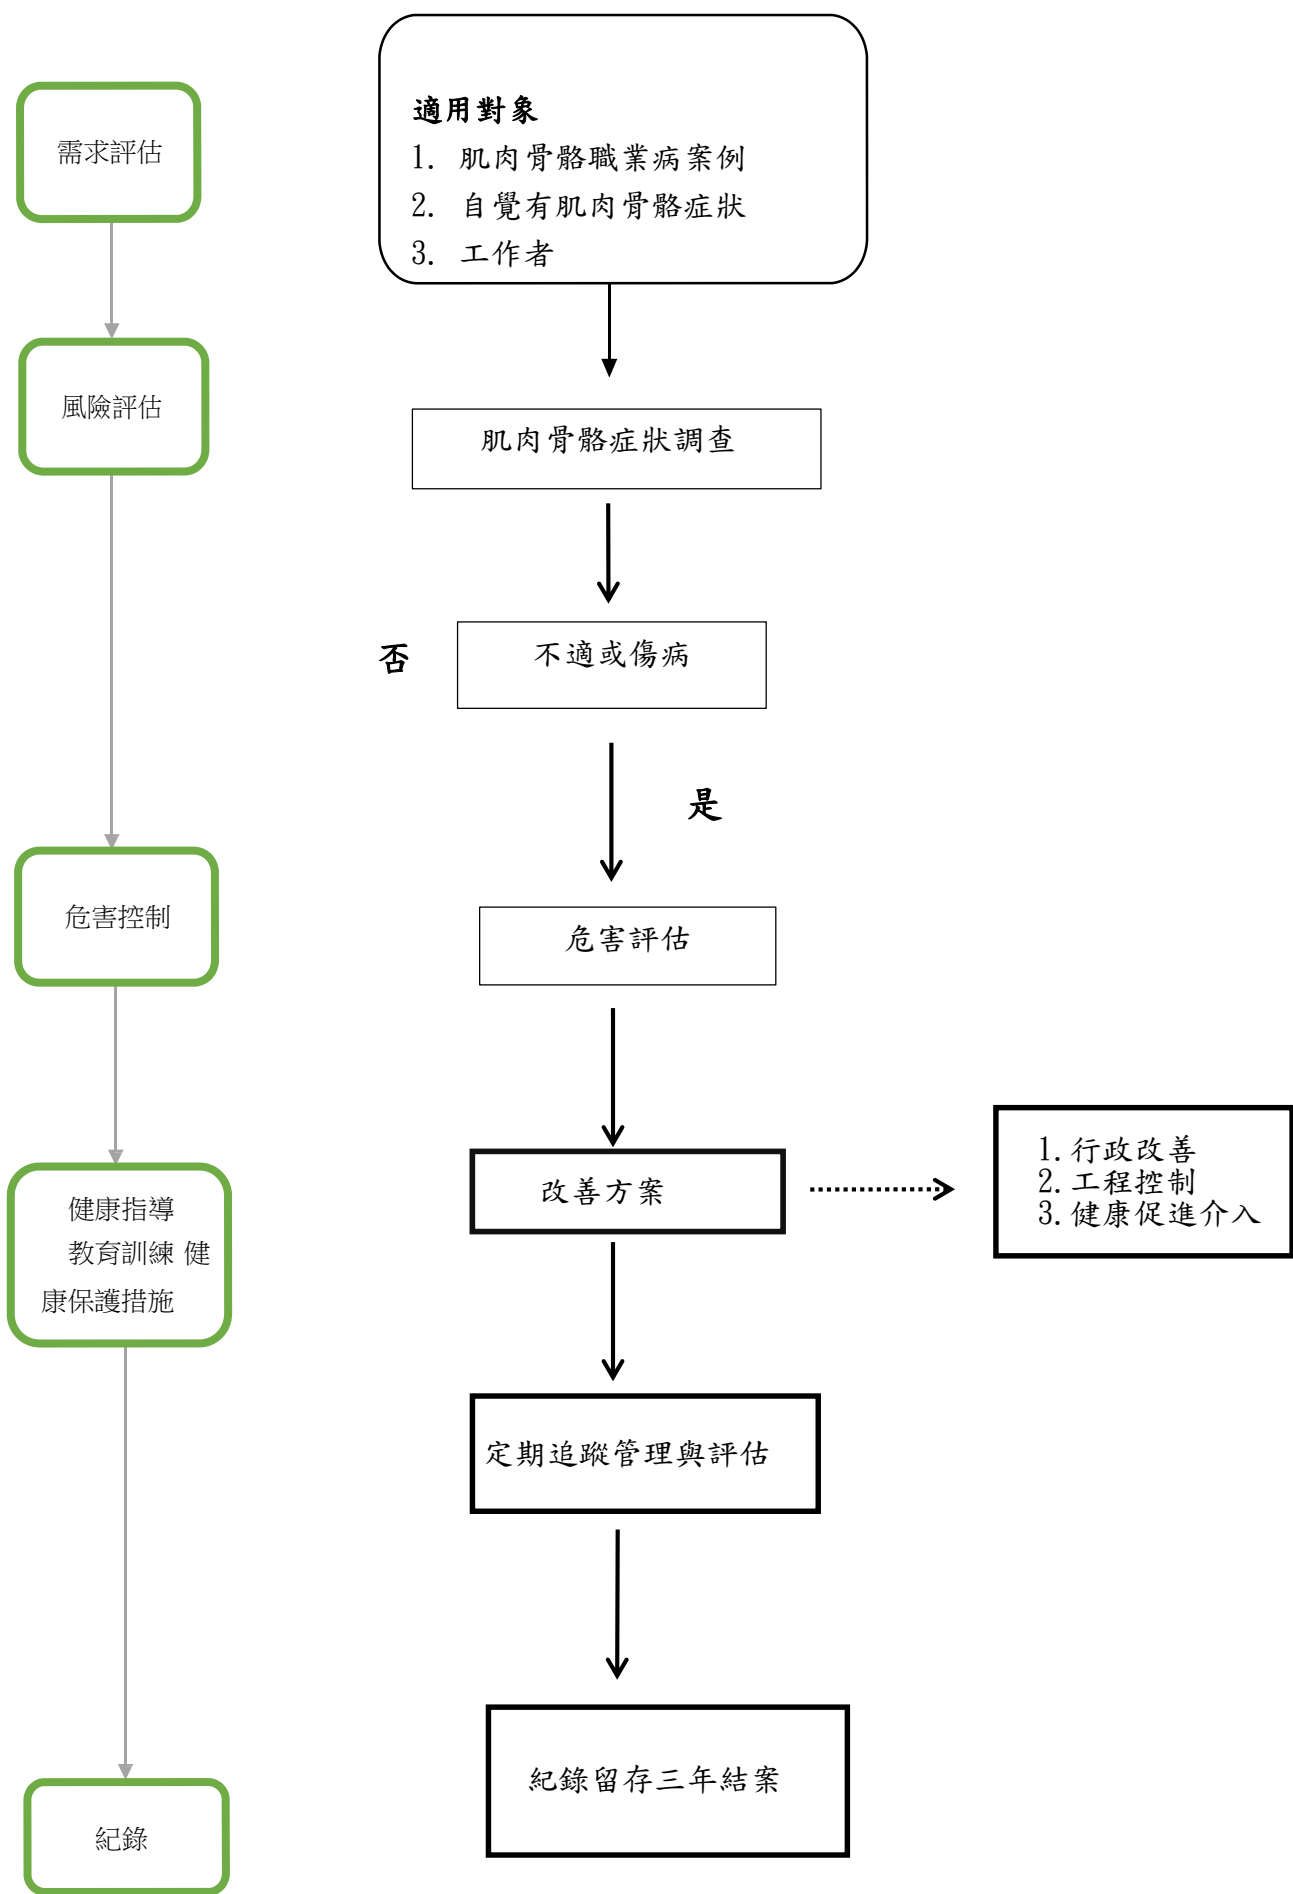 需求評估
適用對象
1. 肌肉骨骼職業病案例
2. 自覺有肌肉骨骼症狀
3. 工作者
風險評估
肌肉骨骼症狀調查
否
不適或傷病
是
危害控制
危害評估
健康指導
教育訓練 健
康保護措施
改善方案
1.行政改善
2.工程控制
3.健康促進介入
定期追蹤管理與評估
紀錄留存三年結案
紀錄